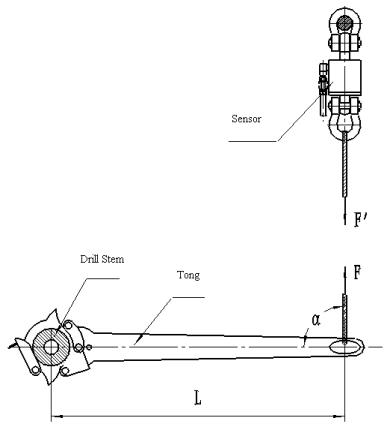 Sensor
F'
Drill Stem
F
Tong
α
L